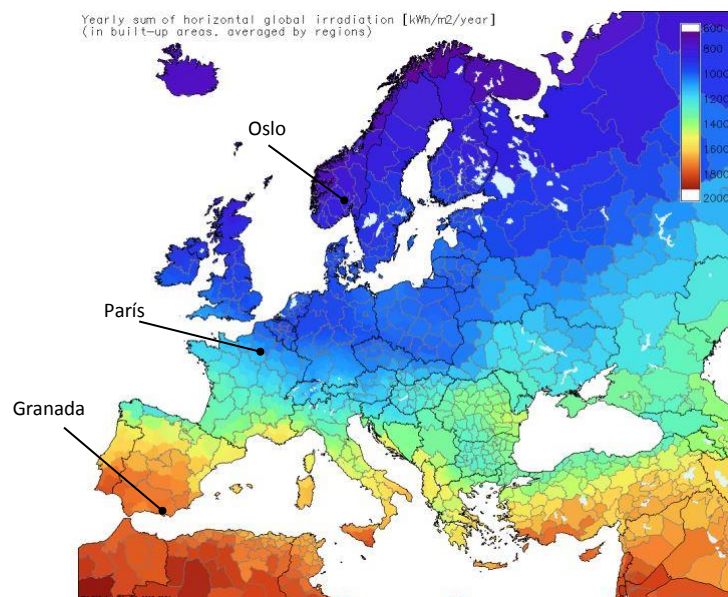 Yearly sum of horizontal global irradiation [kWh/m2/year]
(in built-up areas. averaged by regions)
600
800
1000
1200
1400
1600
1800
2000
Oslo
París
Granada